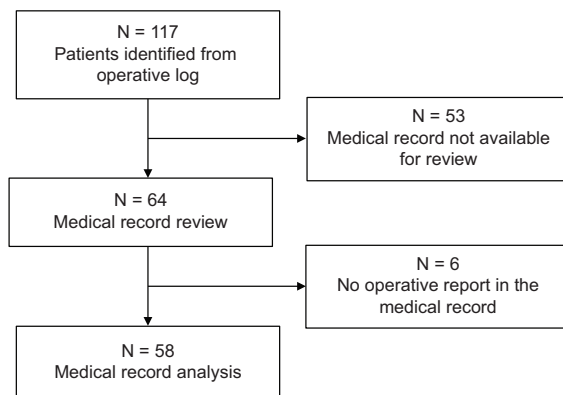 N = 117
Patients identified from
operative log
N = 53
Medical record not available
for review
N = 64
Medical record review
N = 6
No operative report in the
medical record
N = 58
Medical record analysis